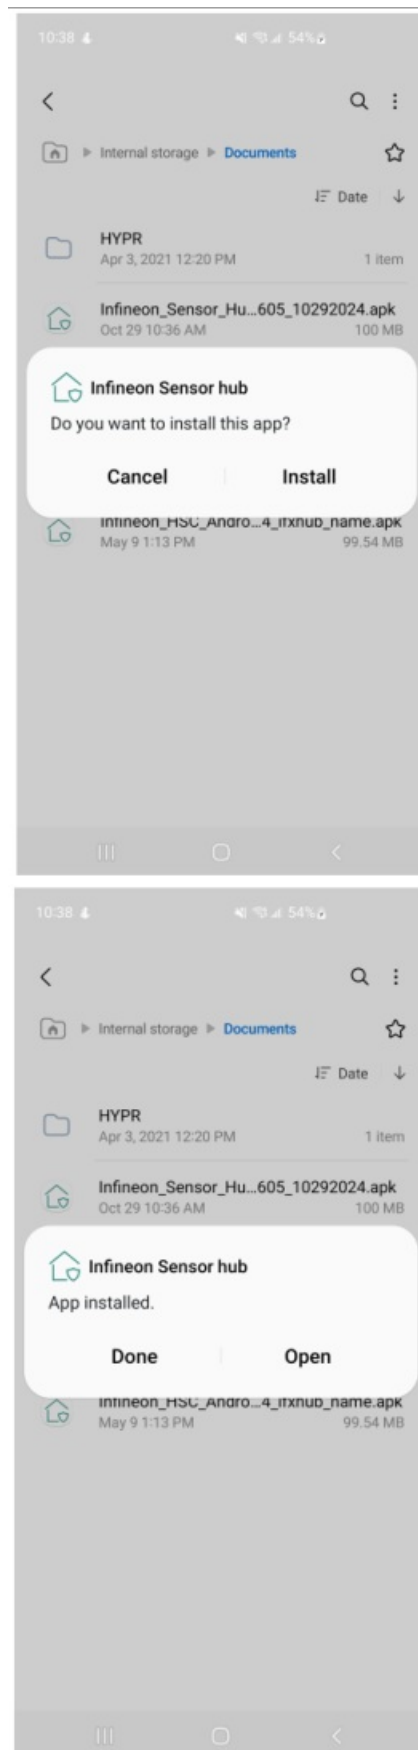 10:38
54%
Internal storage Documents
Date
HYPR
Apr 3, 2021 12:20 PM 1 item
Infineon_Sensor_Hu...605_10292024.apk
Oct 29 10:36 AM 100 MB
Infineon Sensor hub
Do you want to install this app?
Cancel Install
Infineon_HSC_Andro...4_ifxhub_name.apk
May 9 1:13 PM 99.54 MB
10:38
54%
Internal storage Documents
Date
HYPR
Apr 3, 2021 12:20 PM 1 item
Infineon_Sensor_Hu...605_10292024.apk
Oct 29 10:36 AM 100 MB
Infineon Sensor hub
App installed.
Done Open
Infineon_HSC_Andro...4_ifxhub_name.apk
May 9 1:13 PM 99.54 MB